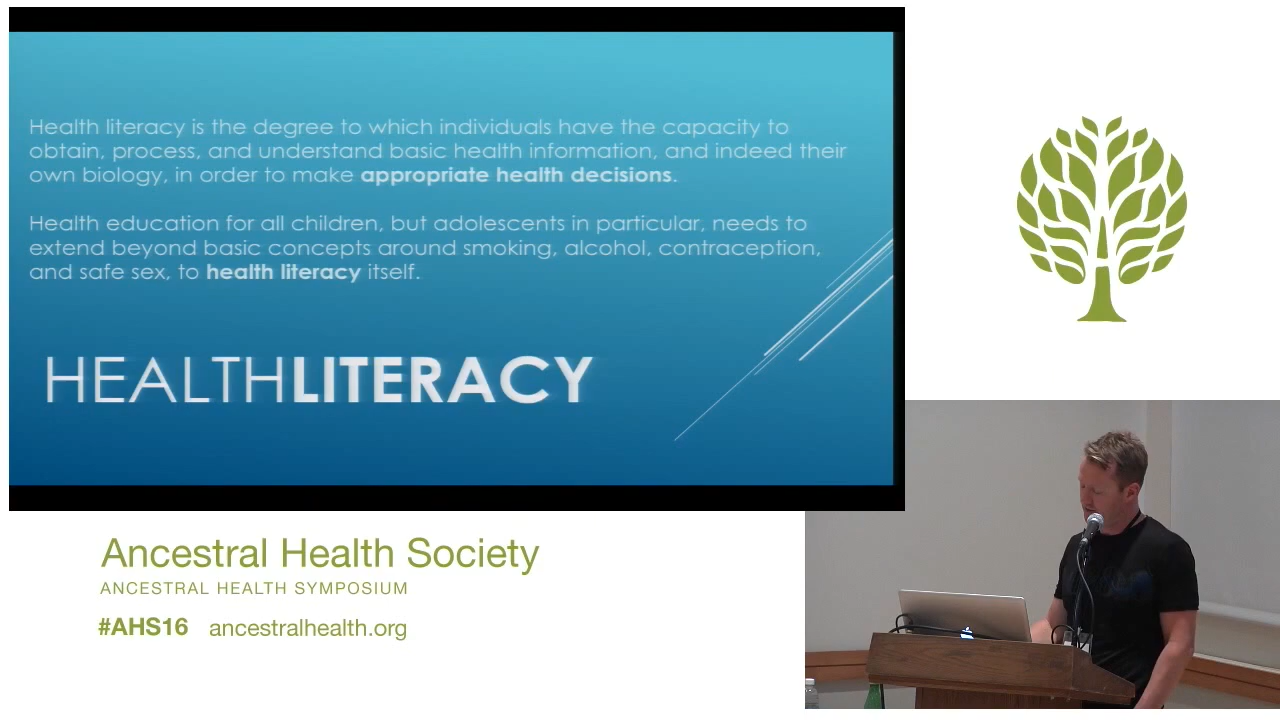 Health literacy is the degree to which individuals have the capacity to
obtain, process, and understand basic health information, and indeed their
own biology, in order to make appropriate health decisions.
Health education for all children, but adolescents in particular, needs to
extend beyond basic concepts around smoking, alcohol, contraception,
and safe sex, to health literacy itself.
HEALTHLITERACY
Ancestral Health Society
ANCESTRAL HEALTH SYMPOSIUM
#AHS16 ancestralhealth.org